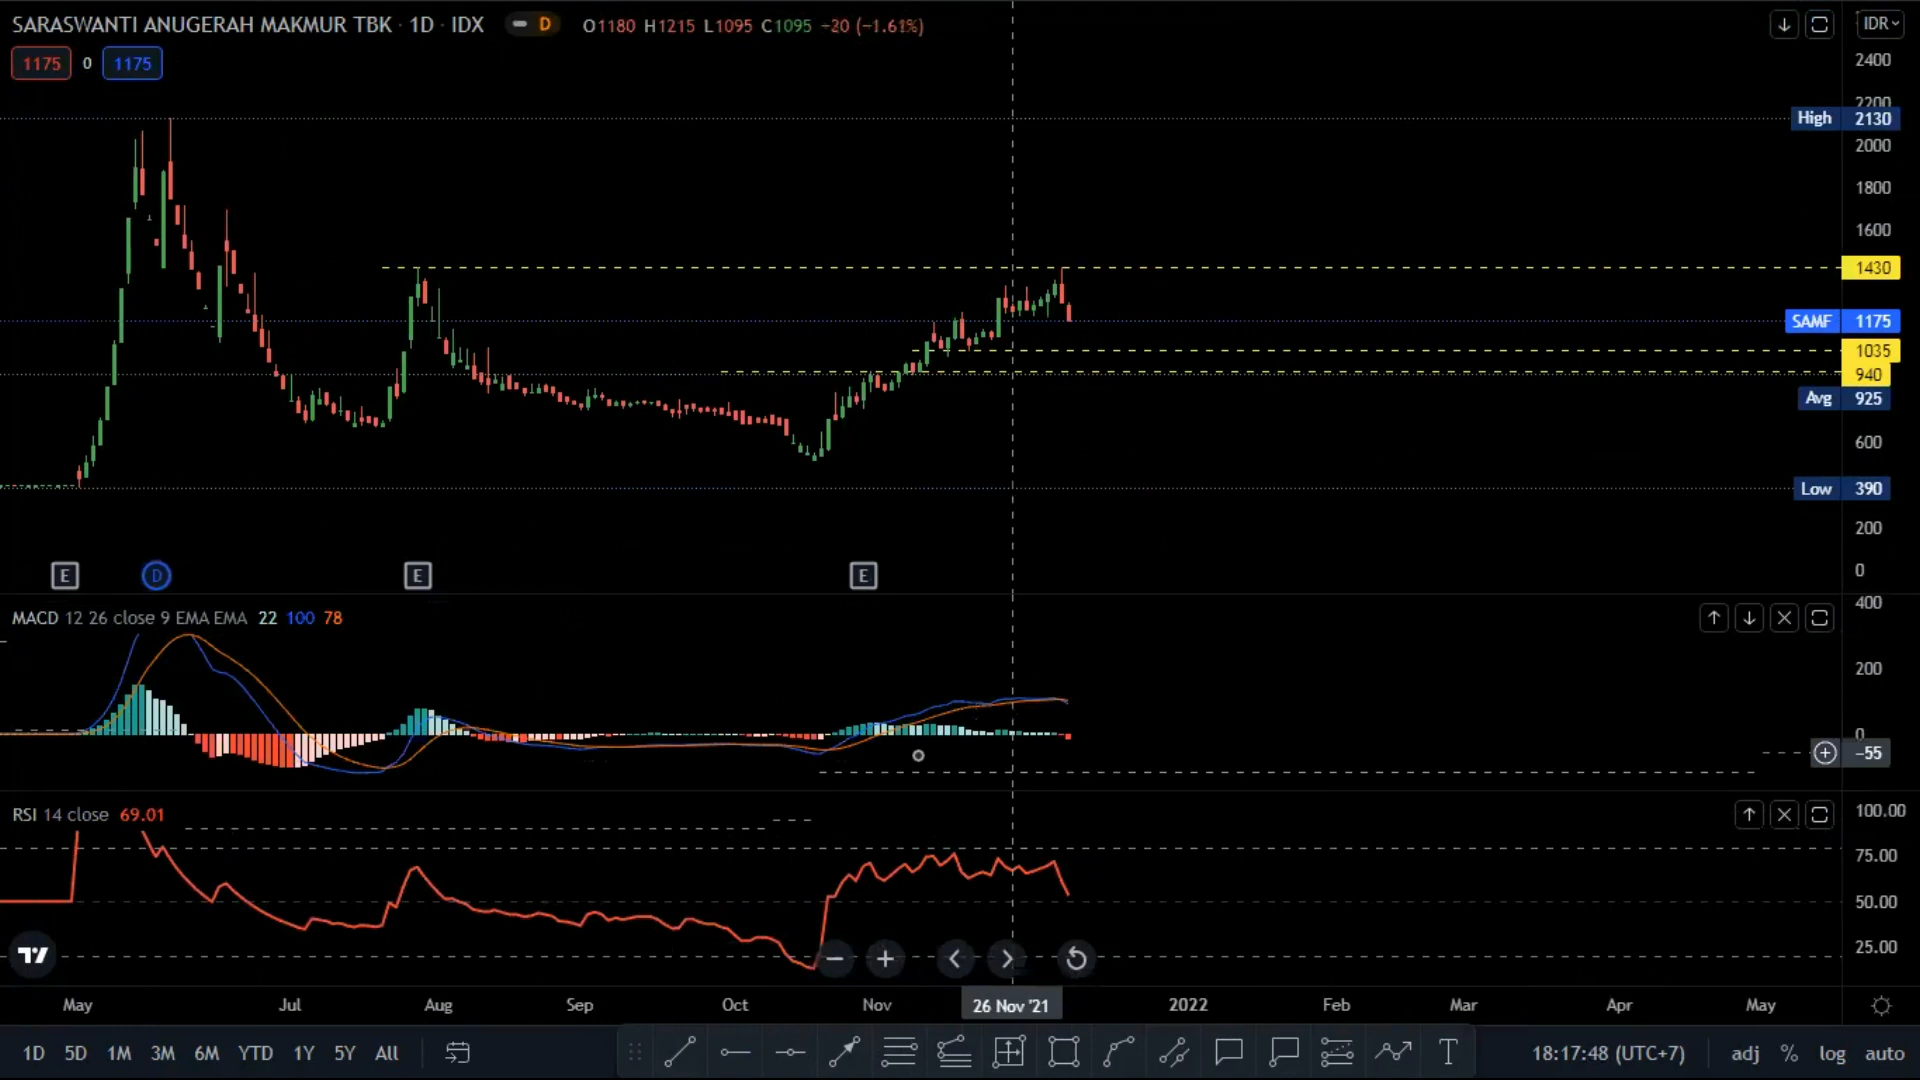 SARASWANTI ANUGERAH MAKMUR TBK · 1D · IDX D O1180 H1215 L1095 C1095 −20 (−1.61%) IDR
1175 0 1175
2400
2200
High 2130
2000
1800
1600
1430
SAMF 1175
1035
940
Avg 925
600
Low 390
200
0
E D E E
MACD 12 26 close 9 EMA EMA 22 100 78
400
200
0
−55
RSI 14 close 69.01
100.00
75.00
50.00
25.00
May Jul Aug Sep Oct Nov 26 Nov '21 2022 Feb Mar Apr May
1D 5D 1M 3M 6M YTD 1Y 5Y All T 18:17:48 (UTC+7) adj % log auto